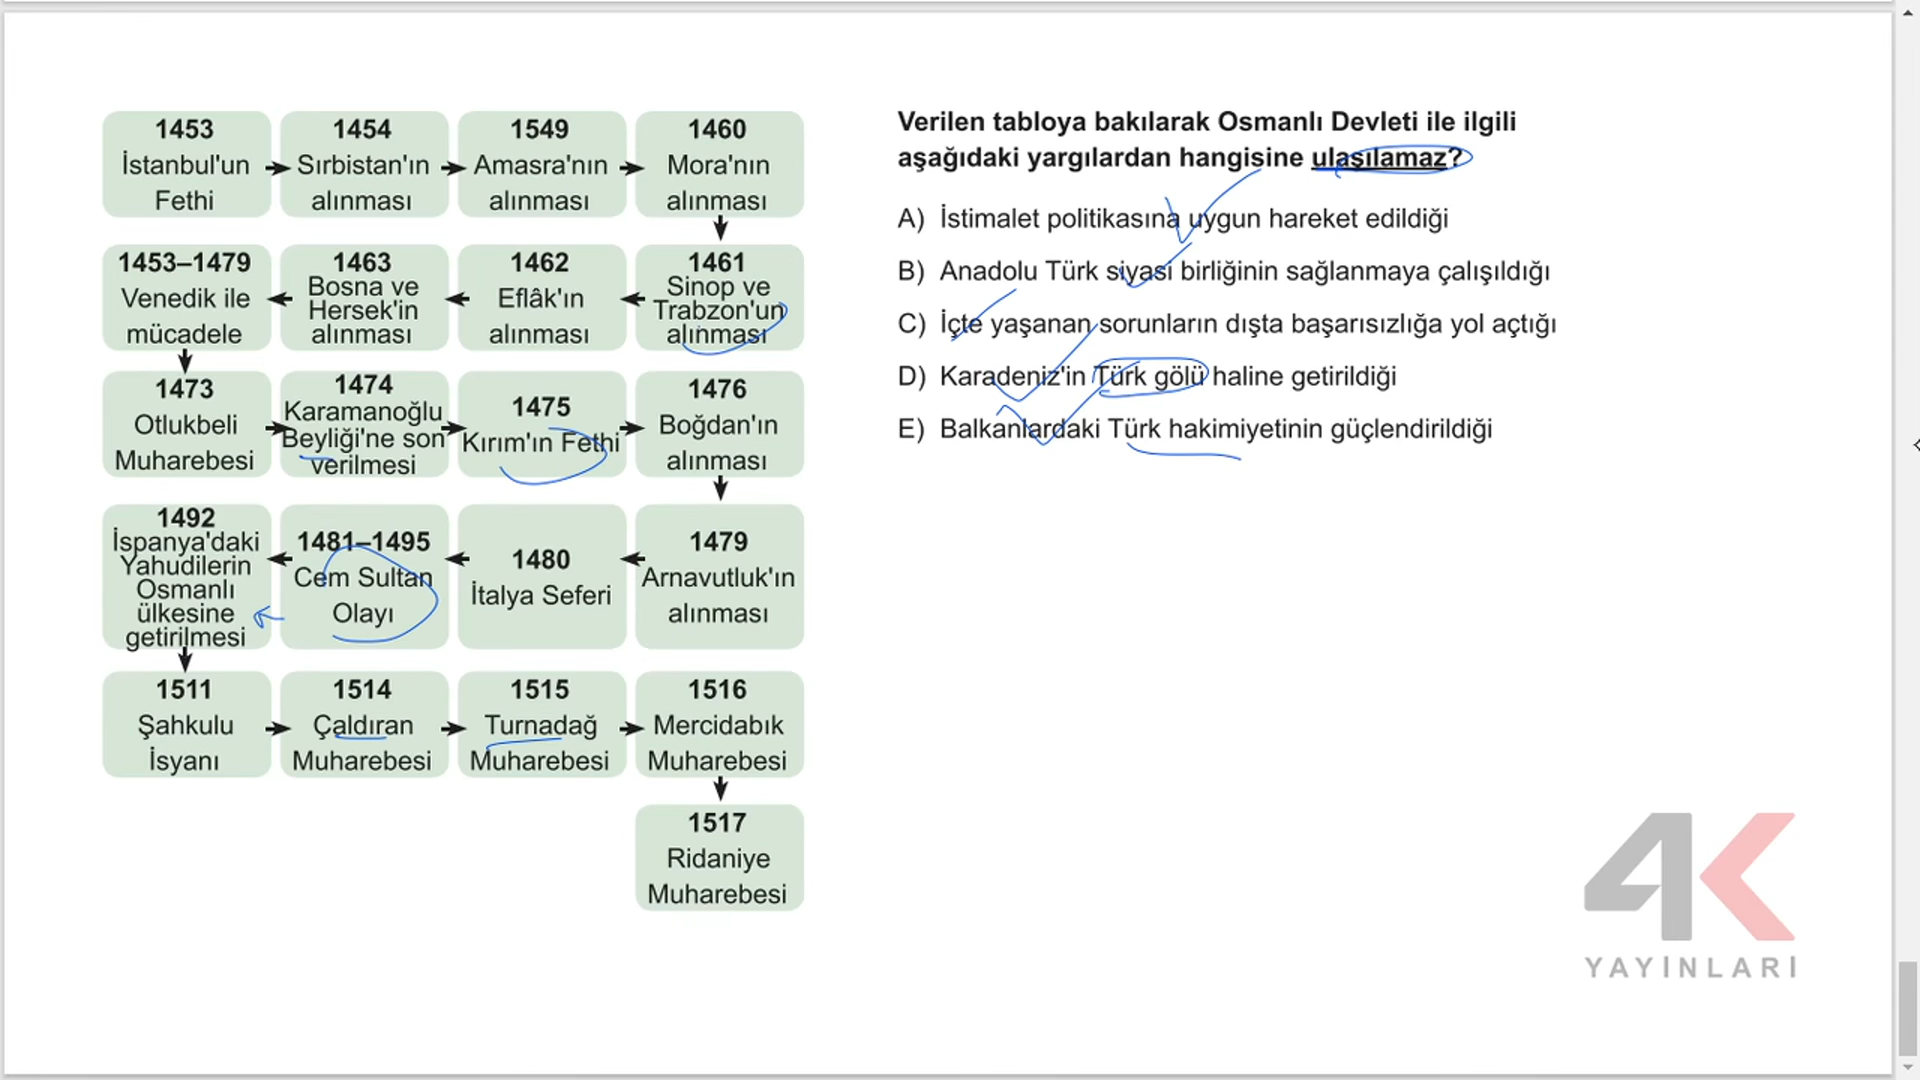 1453
İstanbul'un
Fethi
1454
Sırbistan'ın
alınması
1549
Amasra'nın
alınması
1460
Mora'nın
alınması
1453–1479
Venedik ile
mücadele
1463
Bosna ve
Hersek'in
alınması
1462
Eflâk'ın
alınması
1461
Sinop ve
Trabzon'un
alınması
1473
Otlukbeli
Muharebesi
1474
Karamanoğlu
Beyliği'ne son
verilmesi
1475
Kırım'ın Fethi
1476
Boğdan'ın
alınması
1492
İspanya'daki
Yahudilerin
Osmanlı
ülkesine
getirilmesi
1481–1495
Cem Sultan
Olayı
1480
İtalya Seferi
1479
Arnavutluk'ın
alınması
1511
Şahkulu
İsyanı
1514
Çaldıran
Muharebesi
1515
Turnadağ
Muharebesi
1516
Mercidabık
Muharebesi
1517
Ridaniye
Muharebesi
Verilen tabloya bakılarak Osmanlı Devleti ile ilgili
aşağıdaki yargılardan hangisine ulaşılamaz?
A) İstimalet politikasına uygun hareket edildiği
B) Anadolu Türk siyasi birliğinin sağlanmaya çalışıldığı
C) İçte yaşanan sorunların dışta başarısızlığa yol açtığı
D) Karadeniz'in Türk gölü haline getirildiği
E) Balkanlardaki Türk hakimiyetinin güçlendirildiği
4K
YAYINLARI